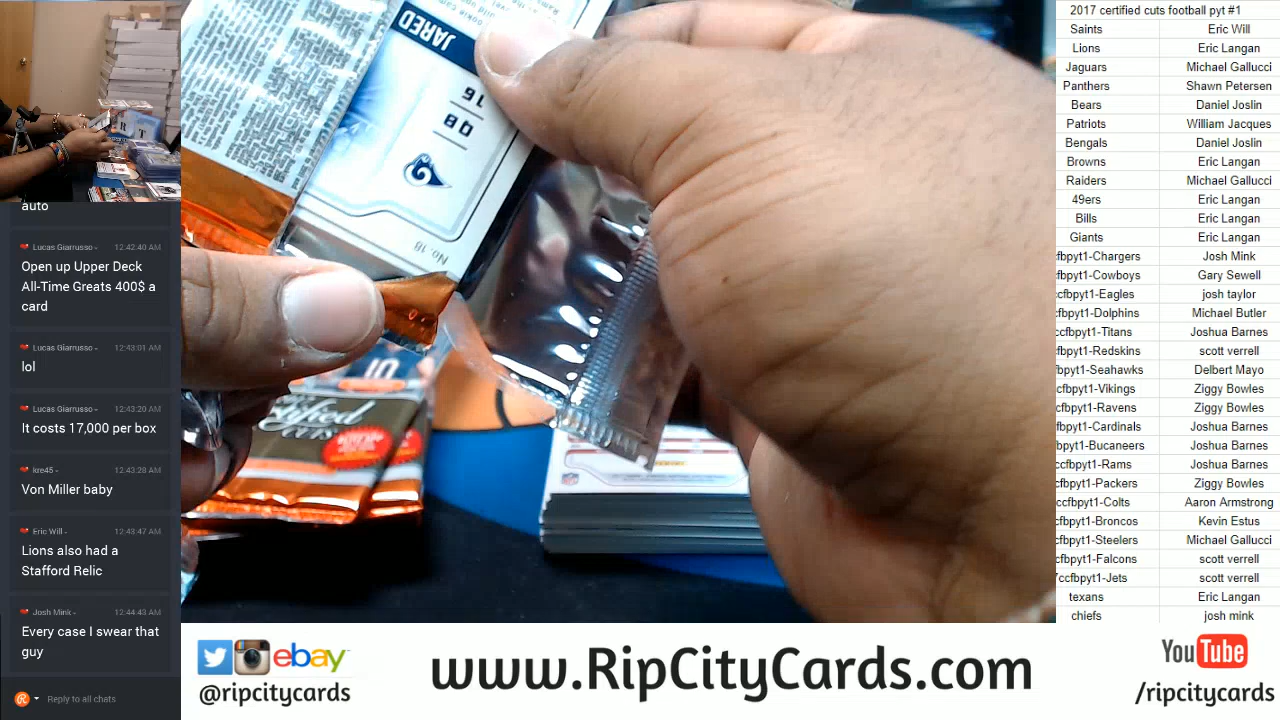 auto
Lucas Giarrusso 12:42:40 AM
Open up Upper Deck
All-Time Greats 400$ a
card
Lucas Giarrusso 12:43:01 AM
lol
Lucas Giarrusso 12:43:20 AM
It costs 17,000 per box
kre45 12:43:28 AM
Von Miller baby
Eric Will 12:43:47 AM
Lions also had a
Stafford Relic
Josh Mink 12:44:43 AM
Every case I swear that
guy
Reply to all chats
JARED
16
QB
No. 18
2017 certified cuts football pyt #1
Saints Eric Will
Lions Eric Langan
Jaguars Michael Gallucci
Panthers Shawn Petersen
Bears Daniel Joslin
Patriots William Jacques
Bengals Daniel Joslin
Browns Eric Langan
Raiders Michael Gallucci
49ers Eric Langan
Bills Eric Langan
Giants Eric Langan
cfbpyt1-Chargers Josh Mink
cfbpyt1-Cowboys Gary Sewell
ccfbpyt1-Eagles josh taylor
cfbpyt1-Dolphins Michael Butler
ccfbpyt1-Titans Joshua Barnes
cfbpyt1-Redskins scott verrell
fbpyt1-Seahawks Delbert Mayo
cfbpyt1-Vikings Ziggy Bowles
cfbpyt1-Ravens Ziggy Bowles
fbpyt1-Cardinals Joshua Barnes
bpyt1-Bucaneers Joshua Barnes
ccfbpyt1-Rams Joshua Barnes
cfbpyt1-Packers Ziggy Bowles
ccfbpyt1-Colts Aaron Armstrong
cfbpyt1-Broncos Kevin Estus
cfbpyt1-Steelers Michael Gallucci
cfbpyt1-Falcons scott verrell
7ccfbpyt1-Jets scott verrell
texans Eric Langan
chiefs josh mink
ebay
@ripcitycards
www.RipCityCards.com
YouTube
/ripcitycards